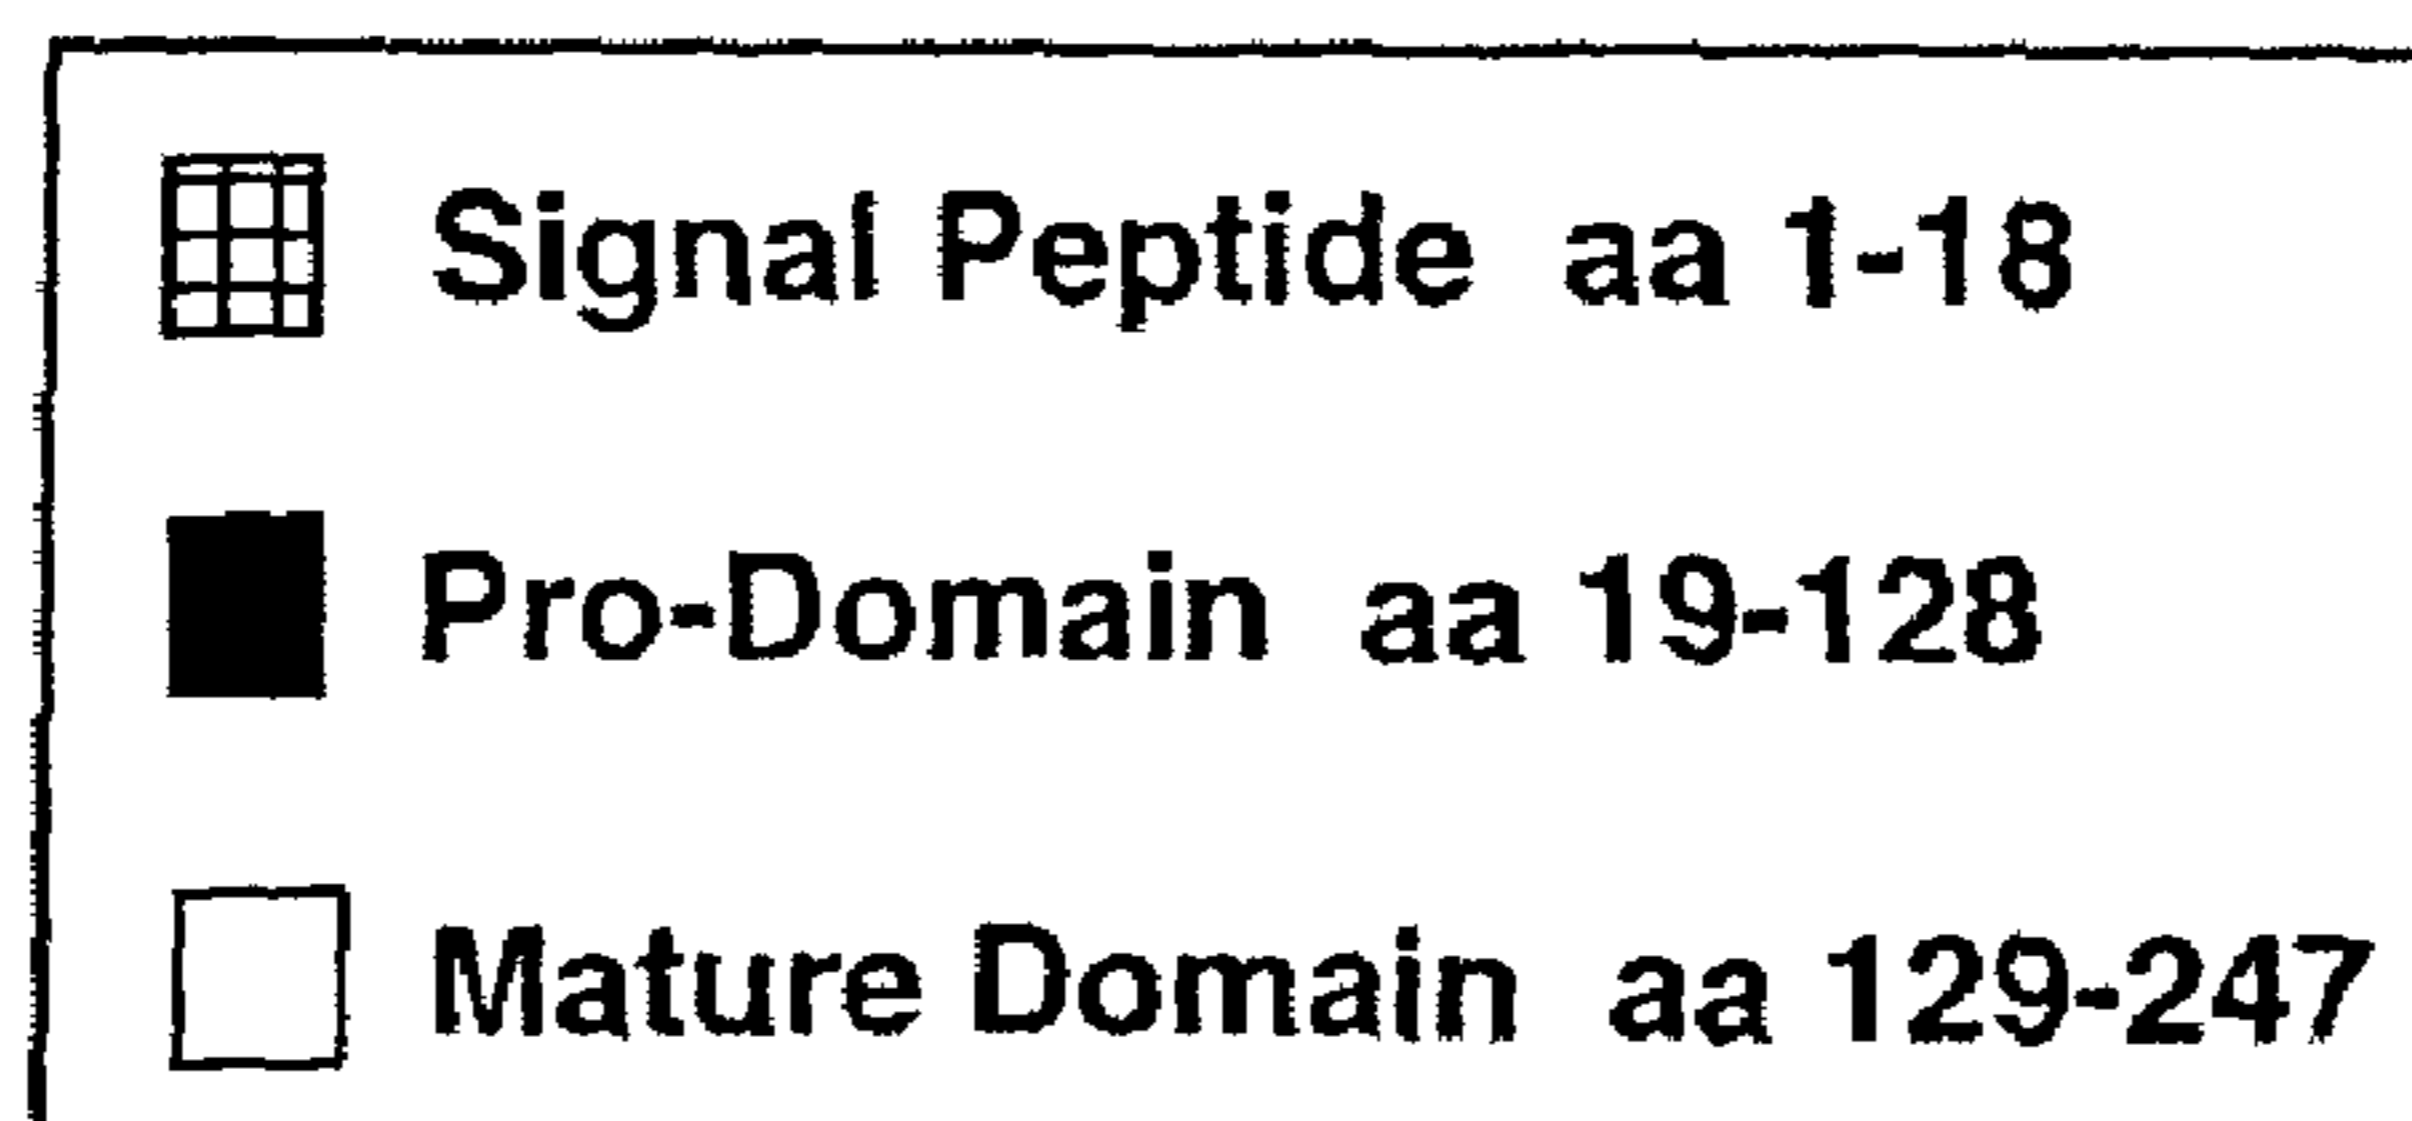 Signal Peptide aa 1-18
Pro-Domain aa 19-128
Mature Domain aa 129-247